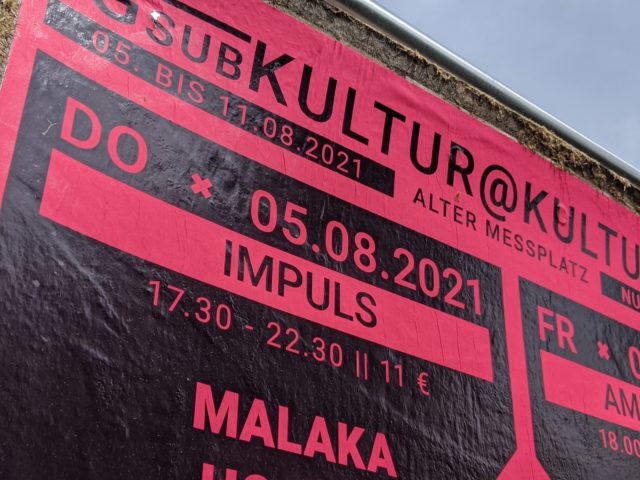 SUBKULTUR@KULTU
05. BIS 11.08.2021
ALTER MESSPLATZ
DO × 05.08.2021
IMPULS
17.30 - 22.30 || 11 €
MALAKA
FR ×
18.00